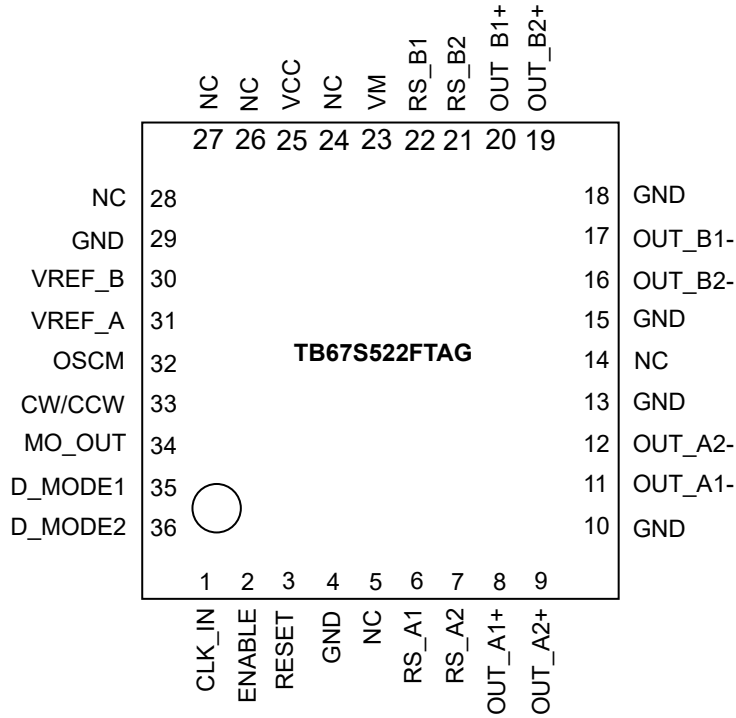 NC NC VCC NC VM RS_B1 RS_B2 OUT_B1+ OUT_B2+
27 26 25 24 23 22 21 20 19
NC 28 18 GND
GND 29 17 OUT_B1-
VREF_B 30 16 OUT_B2-
VREF_A 31 15 GND
TB67S522FTAG
OSCM 32 14 NC
CW/CCW 33 13 GND
MO_OUT 34 12 OUT_A2-
D_MODE1 35 11 OUT_A1-
D_MODE2 36 10 GND
1 2 3 4 5 6 7 8 9
CLK_IN ENABLE RESET GND NC RS_A1 RS_A2 OUT_A1+ OUT_A2+